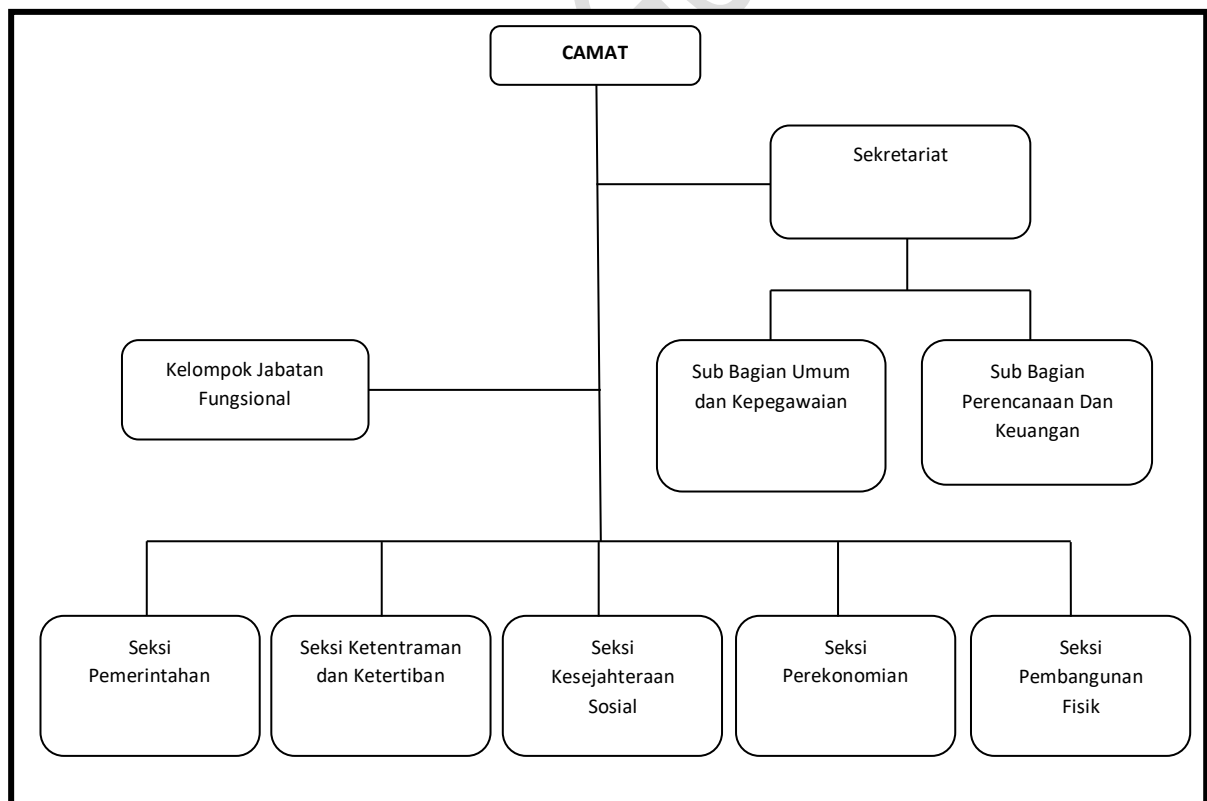 CAMAT
Sekretariat
Kelompok Jabatan
Fungsional
Sub Bagian Umum
dan Kepegawaian
Sub Bagian
Perencanaan Dan
Keuangan
Seksi
Pemerintahan
Seksi Ketentraman
dan Ketertiban
Seksi
Kesejahteraan
Sosial
Seksi
Perekonomian
Seksi
Pembangunan
Fisik